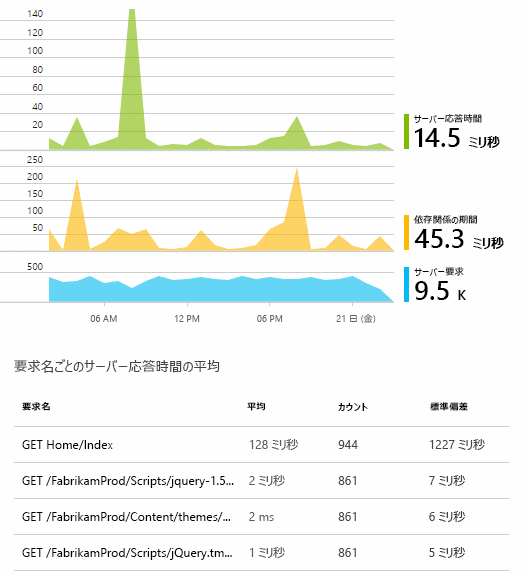 140
120
100
80
60
40
20
サーバー応答時間
14.5 ミリ秒
250
200
150
100
50
依存関係の期間
45.3 ミリ秒
500
サーバー要求
9.5 K
06 AM 12 PM 06 PM 21 日 (金)
要求名ごとのサーバー応答時間の平均
要求名 平均 カウント 標準偏差
GET Home/Index 128 ミリ秒 944 1227 ミリ秒
GET /FabrikamProd/Scripts/jquery-1.5... 2 ミリ秒 861 7 ミリ秒
GET /FabrikamProd/Content/themes/... 2 ms 861 6 ミリ秒
GET /FabrikamProd/Scripts/jQuery.tm... 1 ミリ秒 861 5 ミリ秒